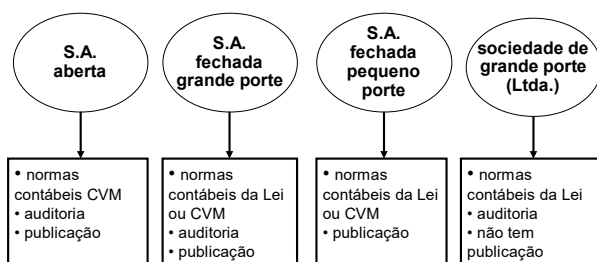 S.A.
aberta
S.A.
fechada
grande porte
S.A.
fechada
pequeno
porte
sociedade de
grande porte
(Ltda.)
• normas
contábeis CVM
• auditoria
• publicação
• normas
contábeis da Lei
ou CVM
• auditoria
• publicação
• normas
contábeis da Lei
ou CVM
• publicação
• normas
contábeis da Lei
• auditoria
• não tem
publicação